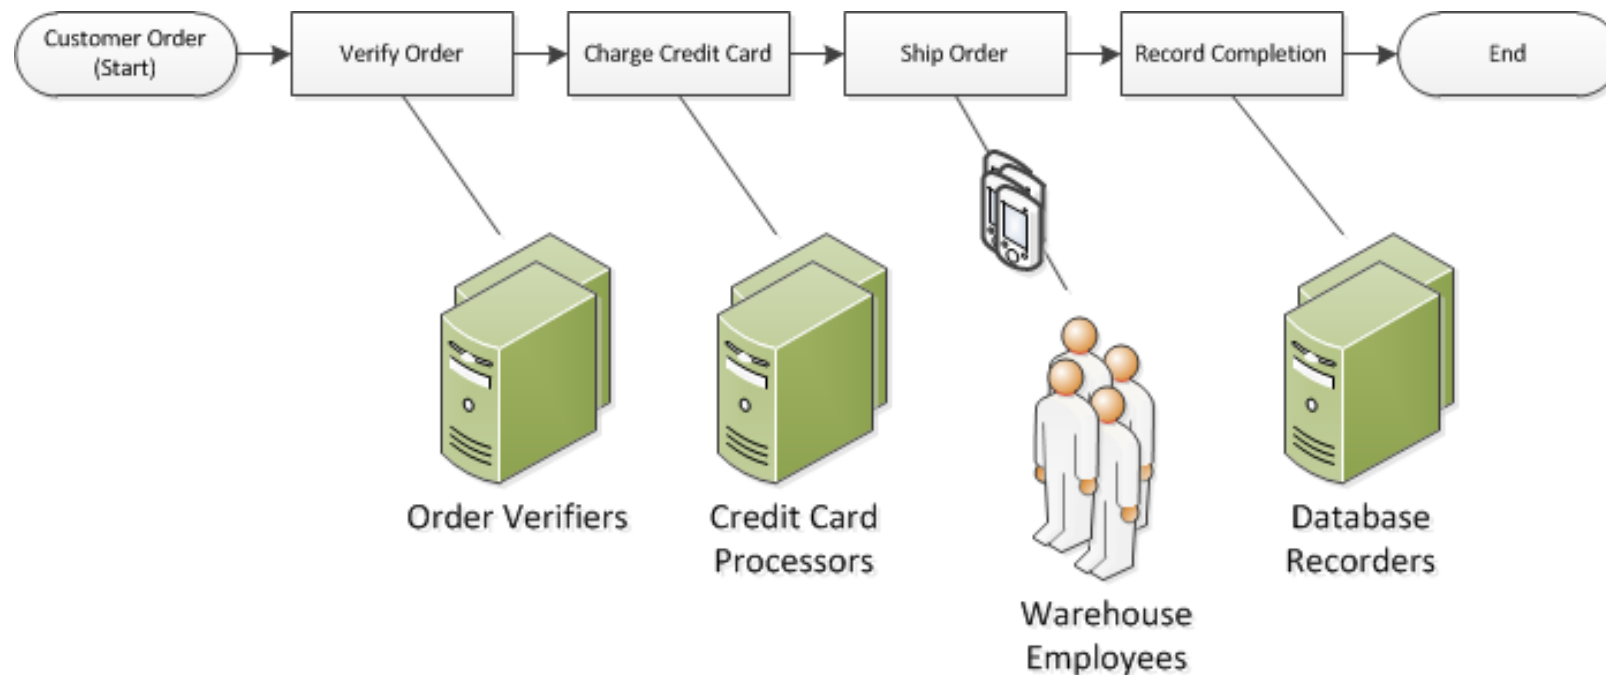 Customer Order
(Start)
Verify Order
Charge Credit Card
Ship Order
Record Completion
End
Order Verifiers
Credit Card
Processors
Warehouse
Employees
Database
Recorders